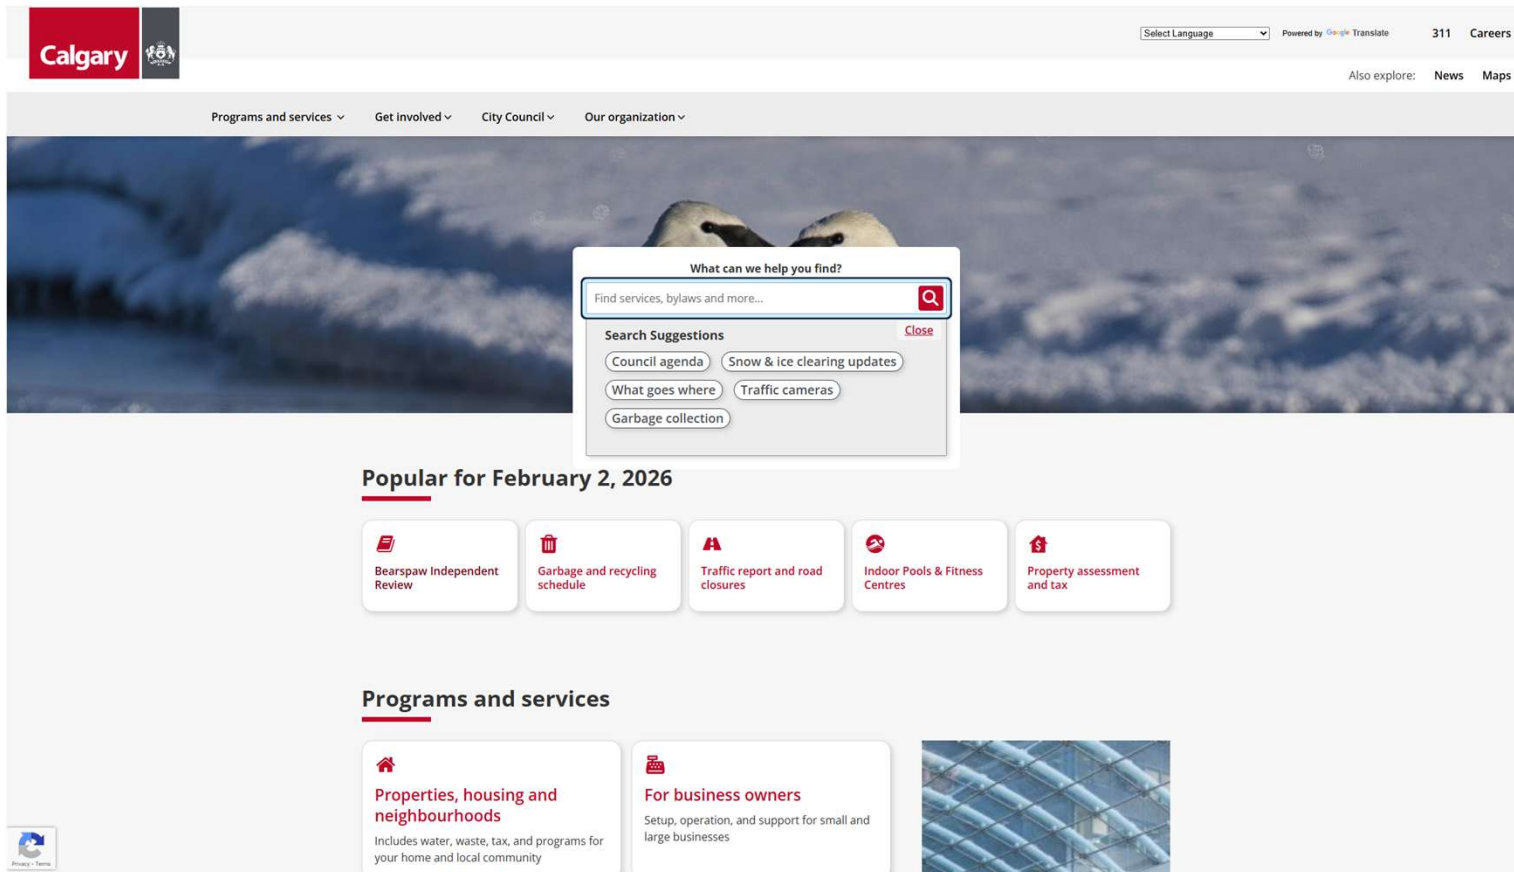 Calgary
Select Language
Powered by Google Translate
311
Careers
Also explore:
News
Maps
Programs and services
Get involved
City Council
Our organization
What can we help you find?
Find services, bylaws and more...
Search Suggestions
Close
Council agenda
Snow & ice clearing updates
What goes where
Traffic cameras
Garbage collection
Popular for February 2, 2026
Bearspaw Independent
Review
Garbage and recycling
schedule
Traffic report and road
closures
Indoor Pools & Fitness
Centres
Property assessment
and tax
Programs and services
Properties, housing and
neighbourhoods
Includes water, waste, tax, and programs for
your home and local community
For business owners
Setup, operation, and support for small and
large businesses
Privacy - Terms